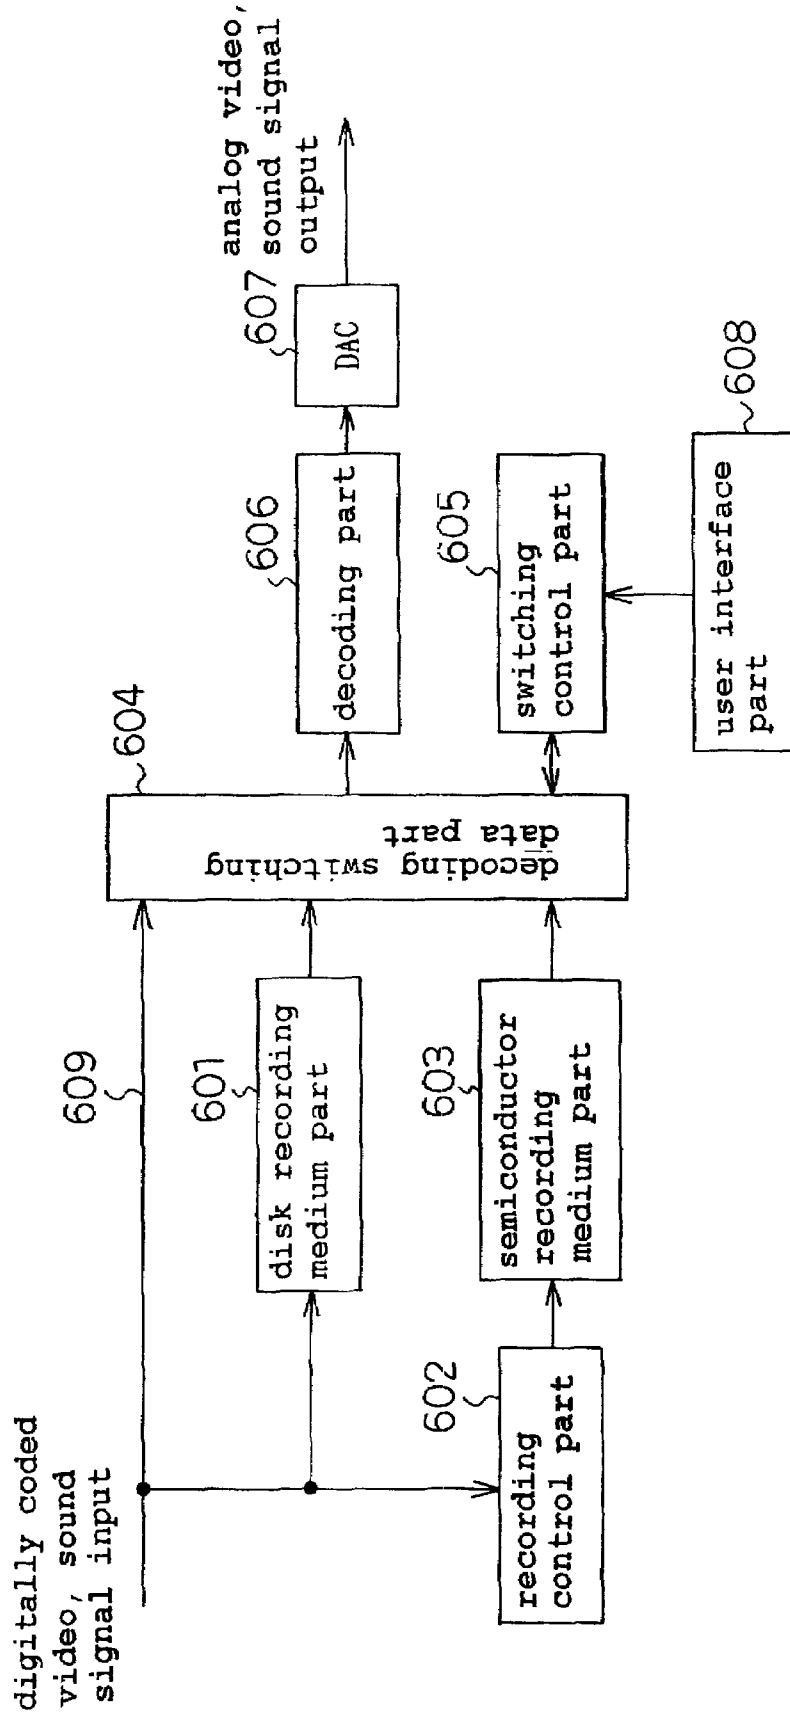 digitally coded
video, sound
signal input
609
601
disk recording
medium part
602
recording
control part
603
semiconductor
recording
medium part
604
decoding switching
data part
606
decoding part
605
switching
control part
607
DAC
analog video,
sound signal
output
608
user interface
part